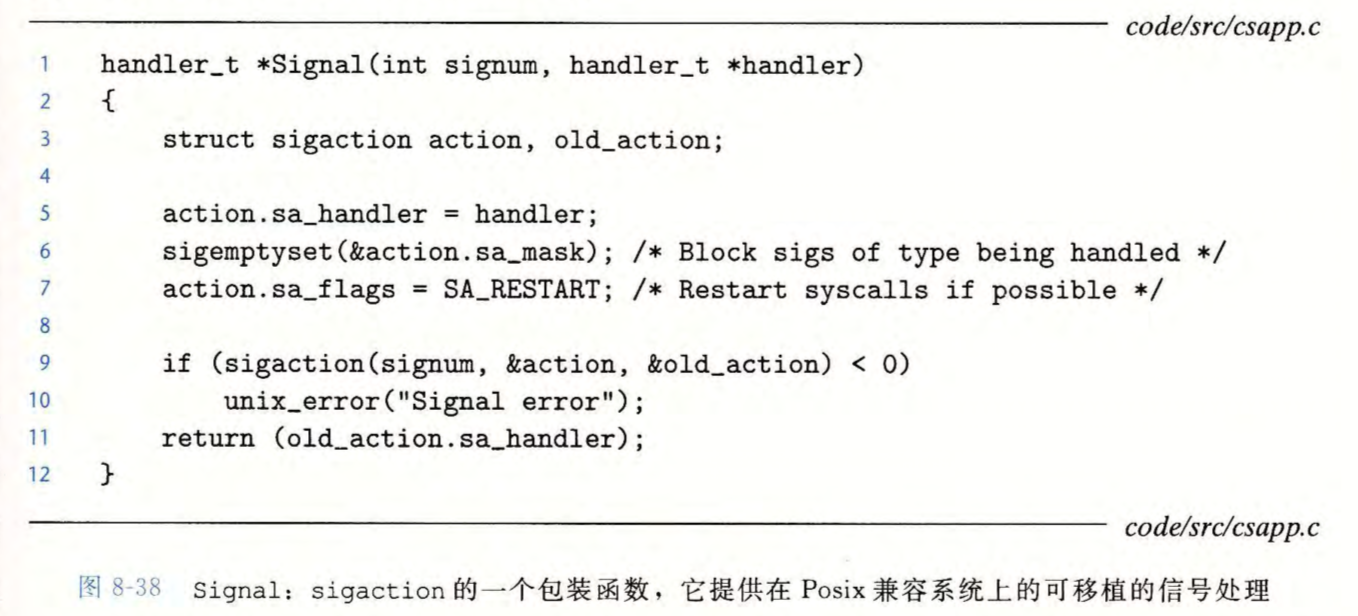 code/src/csapp.c
1 handler_t *Signal(int signum, handler_t *handler)
2 {
3 struct sigaction action, old_action;
4
5 action.sa_handler = handler;
6 sigemptyset(&action.sa_mask); /* Block sigs of type being handled */
7 action.sa_flags = SA_RESTART; /* Restart syscalls if possible */
8
9 if (sigaction(signum, &action, &old_action) < 0)
10 unix_error("Signal error");
11 return (old_action.sa_handler);
12 }
code/src/csapp.c
图 8-38 Signal：sigaction 的一个包装函数，它提供在 Posix 兼容系统上的可移植的信号处理